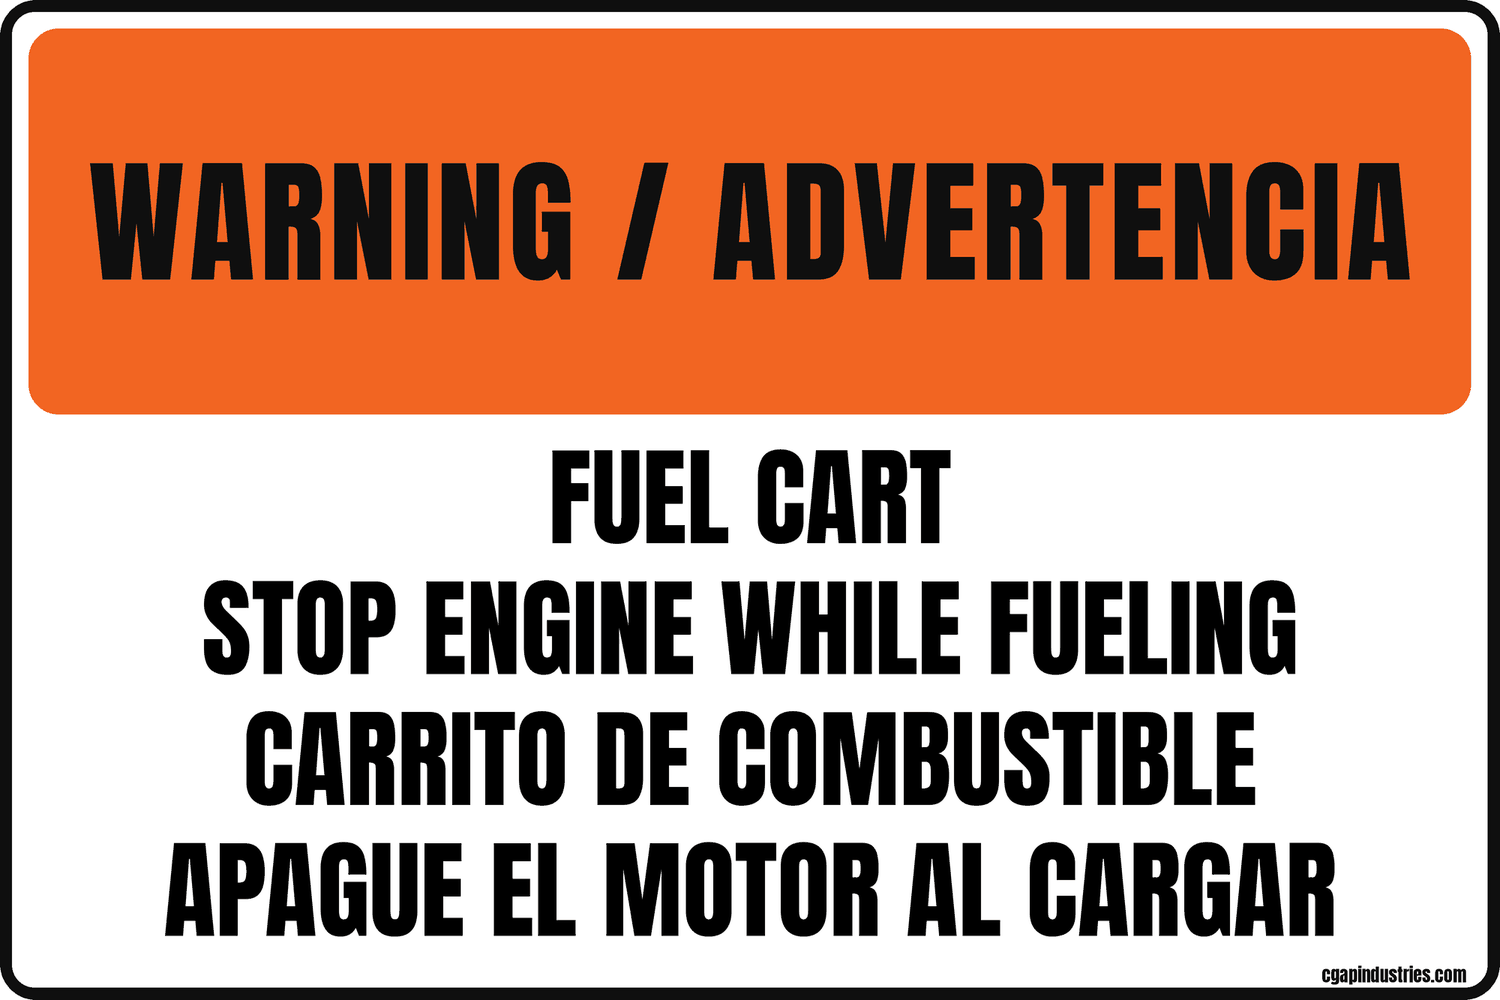 WARNING / ADVERTENCIA
FUEL CART
STOP ENGINE WHILE FUELING
CARRITO DE COMBUSTIBLE
APAGUE EL MOTOR AL CARGAR
cgapindustries.com